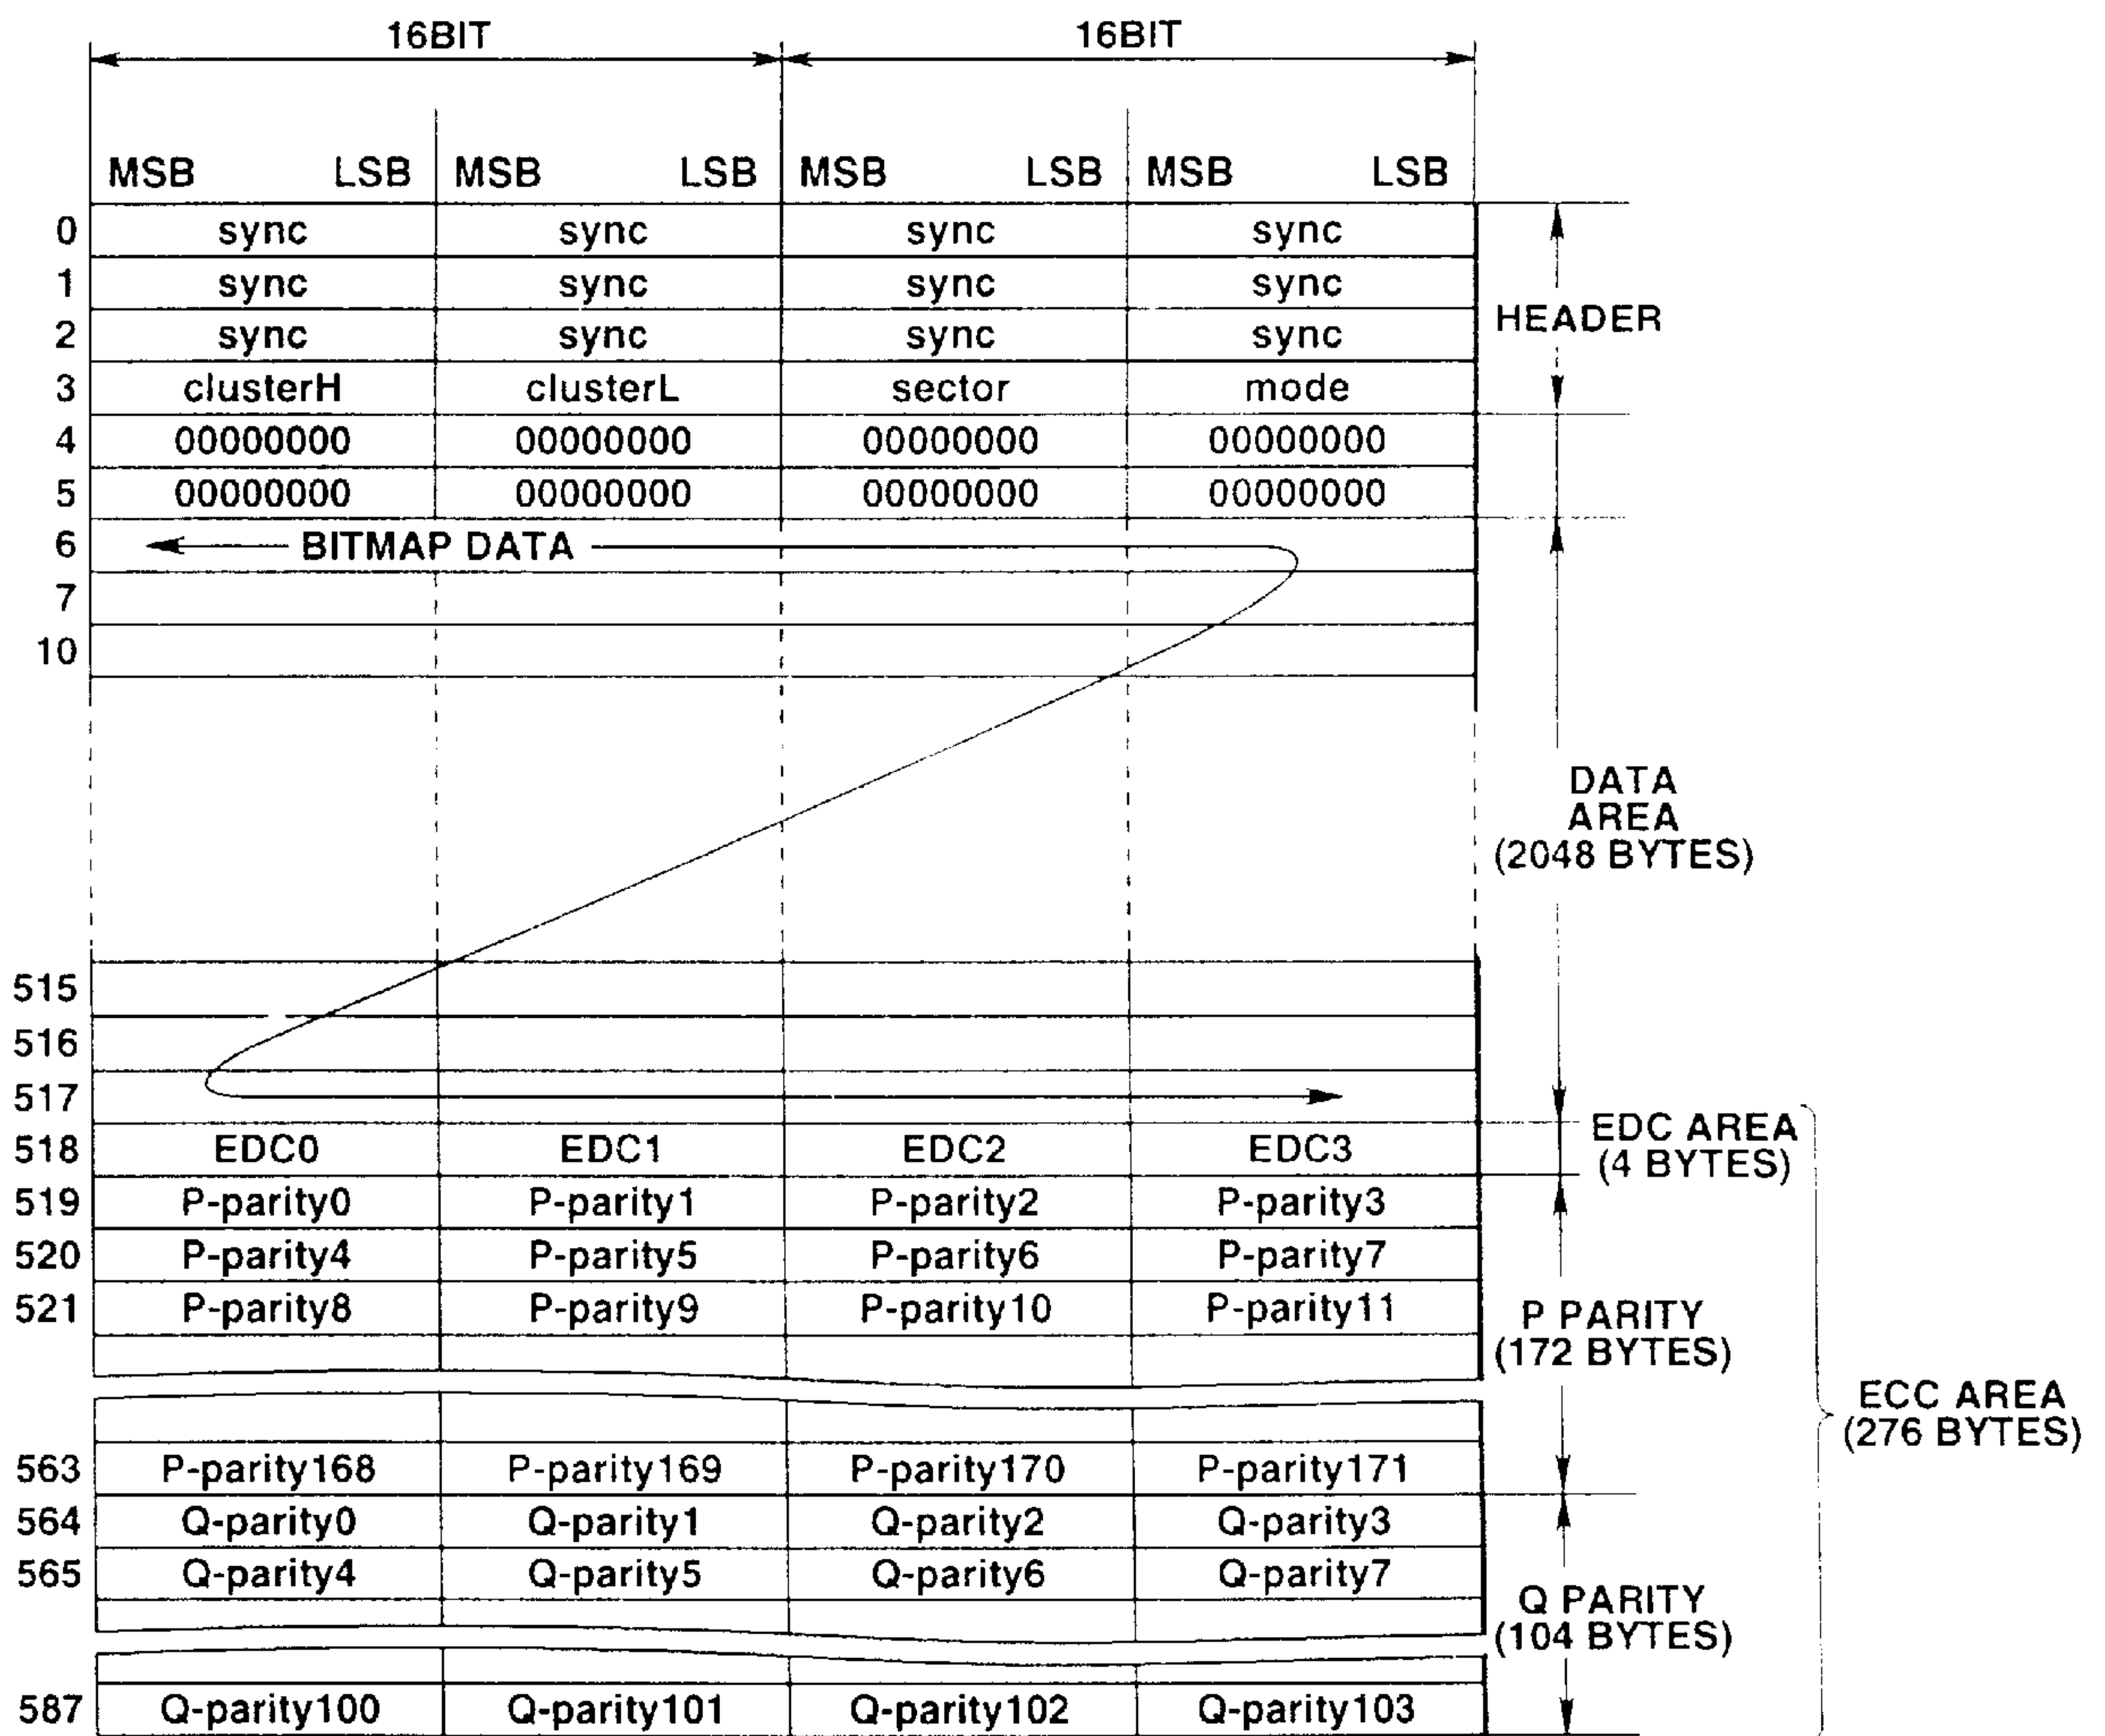 16BIT 16BIT
MSB LSB MSB LSB MSB LSB MSB LSB
0 sync sync sync sync
1 sync sync sync sync
2 sync sync sync sync
HEADER
3 clusterH clusterL sector mode
4 00000000 00000000 00000000 00000000
5 00000000 00000000 00000000 00000000
6 BITMAP DATA
7
10
DATA
AREA
(2048 BYTES)
515
516
517
EDC AREA
(4 BYTES)
518 EDC0 EDC1 EDC2 EDC3
519 P-parity0 P-parity1 P-parity2 P-parity3
520 P-parity4 P-parity5 P-parity6 P-parity7
521 P-parity8 P-parity9 P-parity10 P-parity11
P PARITY
(172 BYTES)
ECC AREA
(276 BYTES)
563 P-parity168 P-parity169 P-parity170 P-parity171
564 Q-parity0 Q-parity1 Q-parity2 Q-parity3
565 Q-parity4 Q-parity5 Q-parity6 Q-parity7
Q PARITY
(104 BYTES)
587 Q-parity100 Q-parity101 Q-parity102 Q-parity103